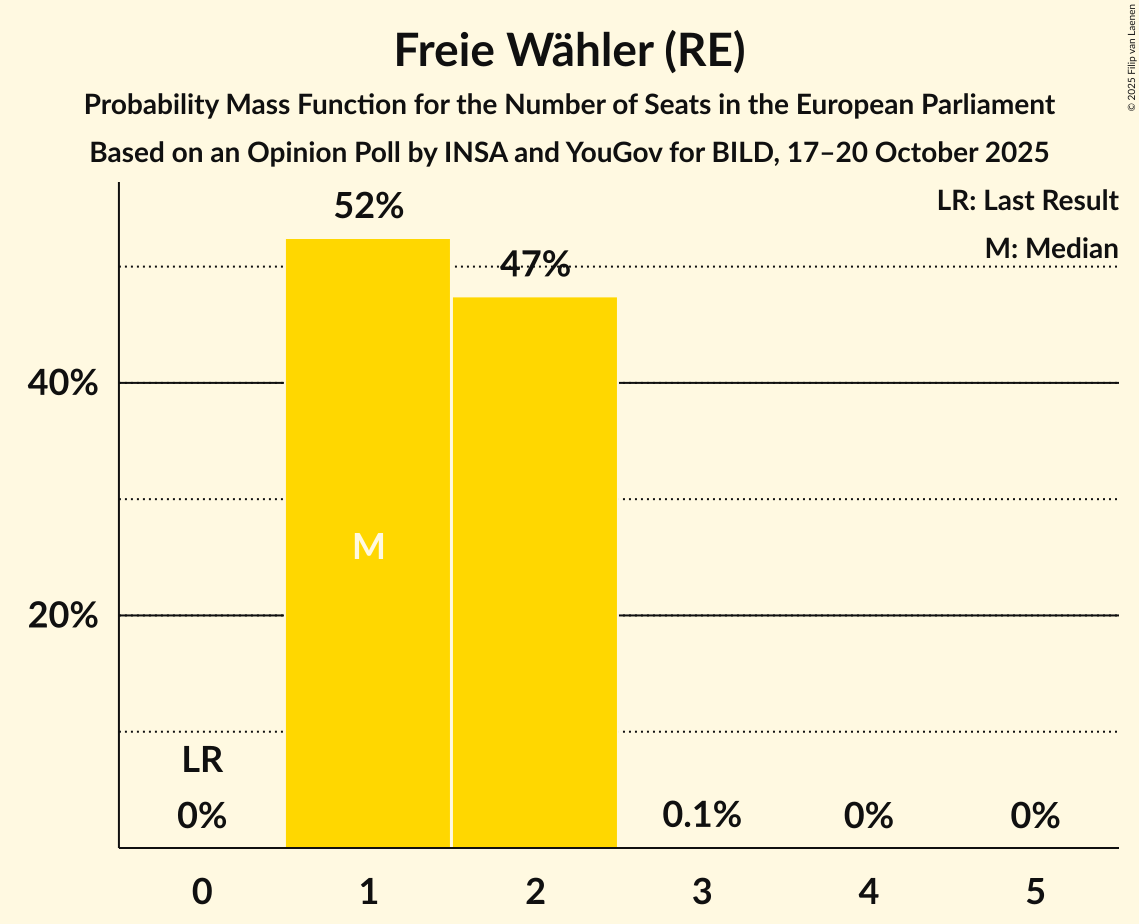 Freie Wähler (RE)
Probability Mass Function for the Number of Seats in the European Parliament
Based on an Opinion Poll by INSA and YouGov for BILD, 17–20 October 2025
© 2025 Filip van Laenen
LR: Last Result
M: Median
52%
47%
40%
M
20%
LR
0%
0.1%
0%
0%
0 1 2 3 4 5